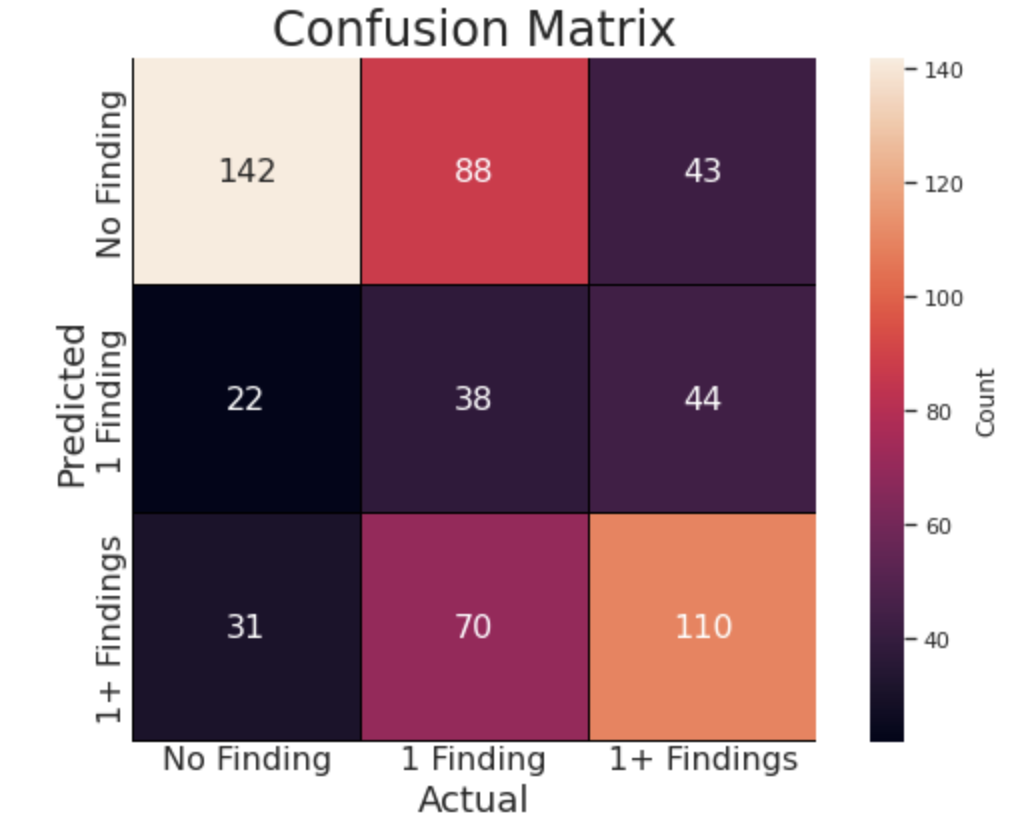 Confusion Matrix
No Finding
142
88
43
1 Finding
22
38
44
1+ Findings
31
70
110
Predicted
No Finding
1 Finding
1+ Findings
Actual
140
120
100
80
60
40
Count